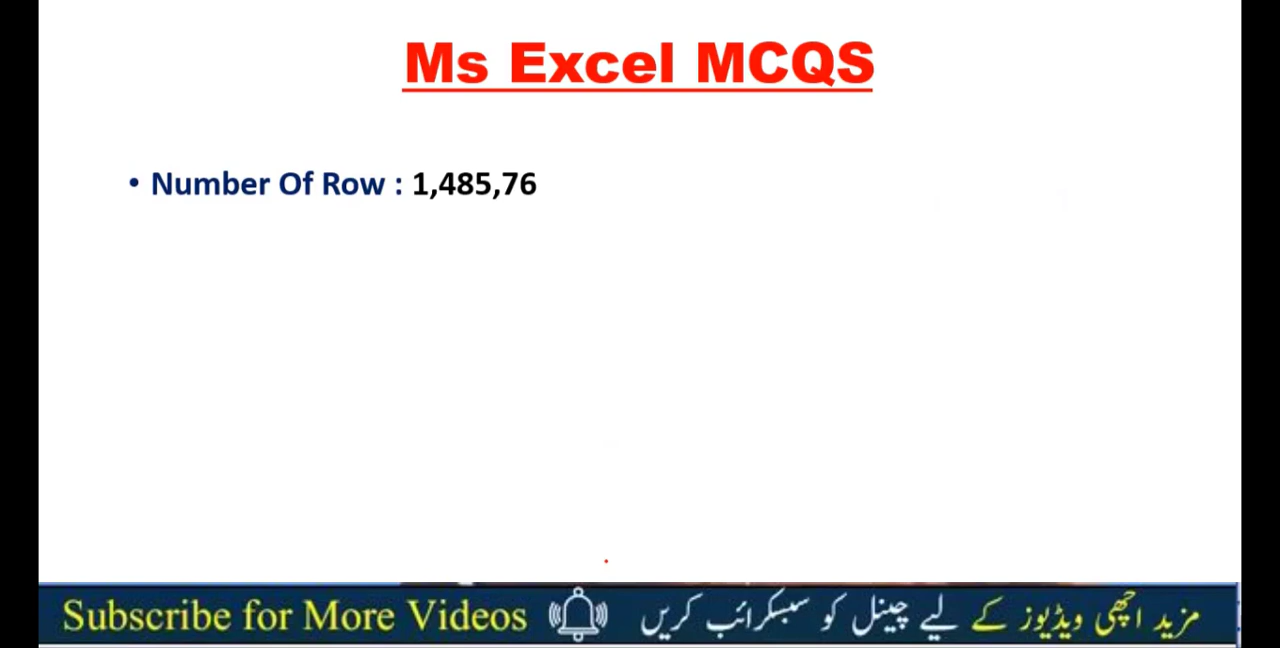 Ms Excel MCQS
• Number Of Row : 1,485,76
Subscribe for More Videos مزید اچھی ویڈیوز کے لیے چینل کو سبسکرائب کریں